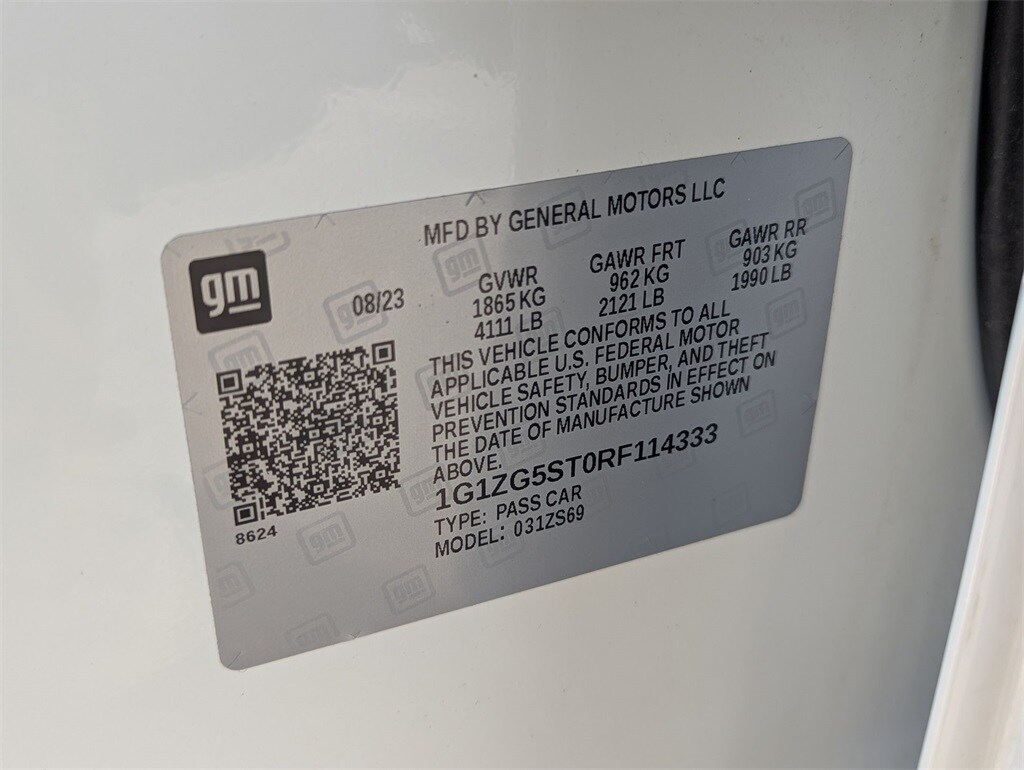 gm
MFD BY GENERAL MOTORS LLC
08/23
GVWR
1865 KG
4111 LB
GAWR FRT
962 KG
2121 LB
GAWR RR
903 KG
1990 LB
THIS VEHICLE CONFORMS TO ALL
APPLICABLE U.S. FEDERAL MOTOR
VEHICLE SAFETY, BUMPER, AND THEFT
PREVENTION STANDARDS IN EFFECT ON
THE DATE OF MANUFACTURE SHOWN
ABOVE.
1G1ZG5ST0RF114333
TYPE: PASS CAR
MODEL: 031ZS69
8624